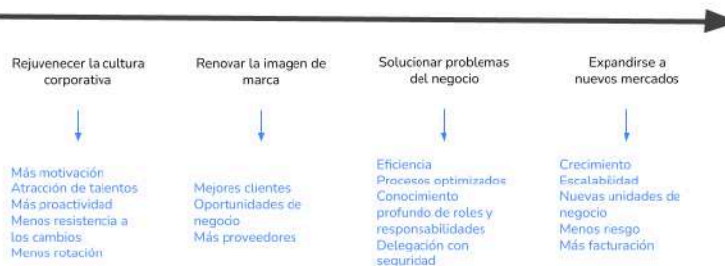 Rejuvenecer la cultura
corporativa
Más motivación
Atracción de talentos
Más proactividad
Menos resistencia a
los cambios
Menos rotación
Renovar la imagen de
marca
Mejores clientes
Oportunidades de
negocio
Más proveedores
Solucionar problemas
del negocio
Eficiencia
Procesos optimizados
Conocimiento
profundo de roles y
responsabilidades
Delegación con
seguridad
Expandirse a
nuevos mercados
Crecimiento
Escalabilidad
Nuevas unidades de
negocio
Menos riesgo
Más facturación